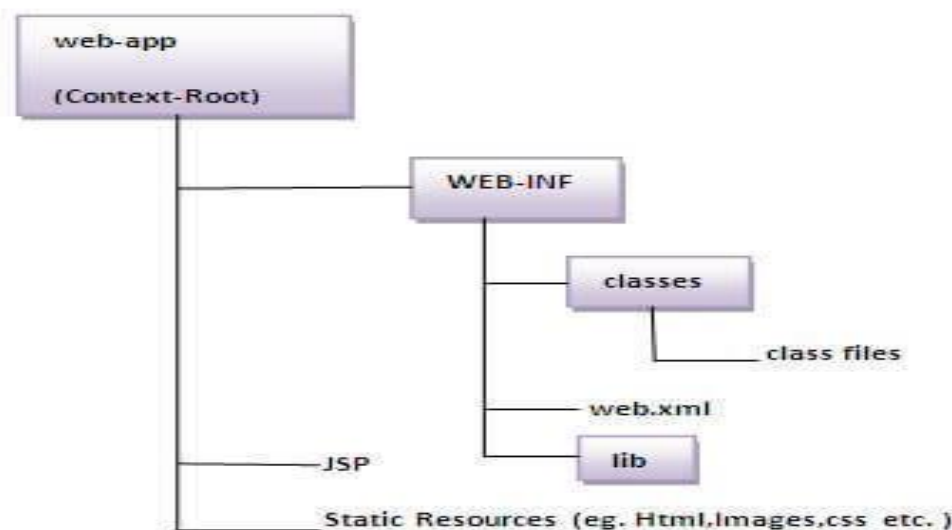 web-app
(Context-Root)
WEB-INF
classes
class files
web.xml
lib
JSP
Static Resources (eg. Html,Images,css etc. )